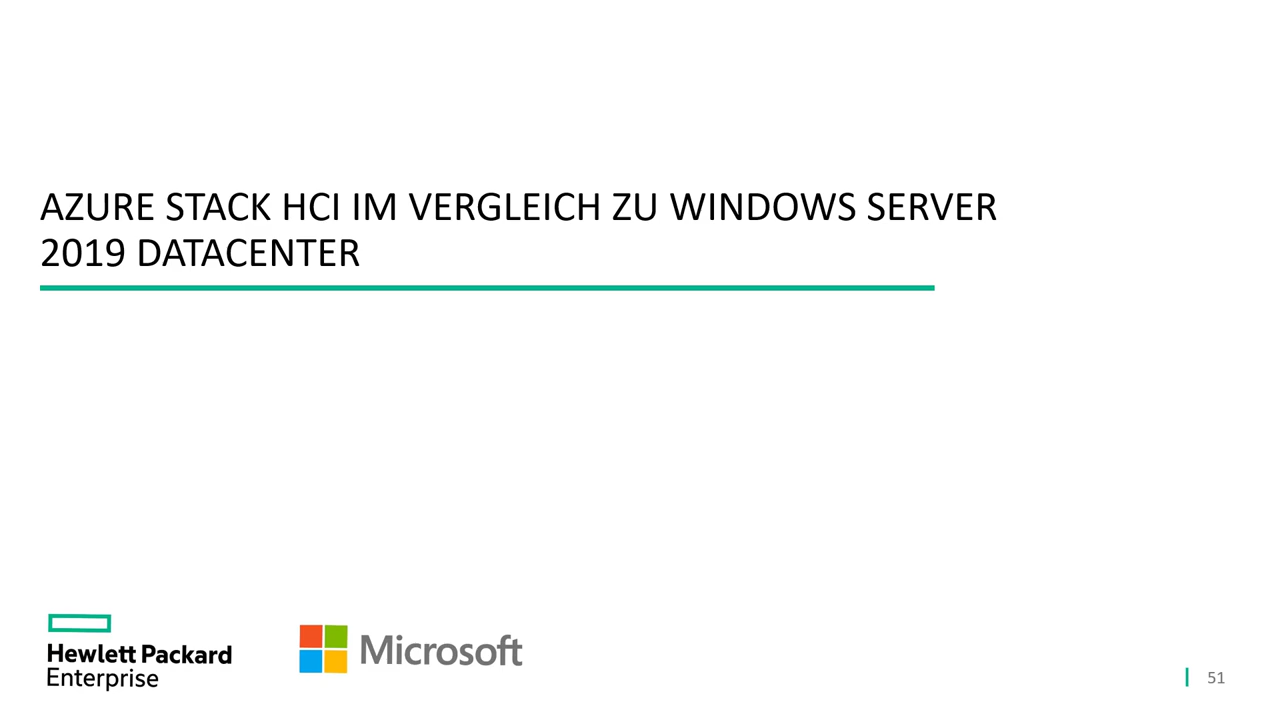 AZURE STACK HCI IM VERGLEICH ZU WINDOWS SERVER
2019 DATACENTER
Hewlett Packard
Enterprise
Microsoft
51